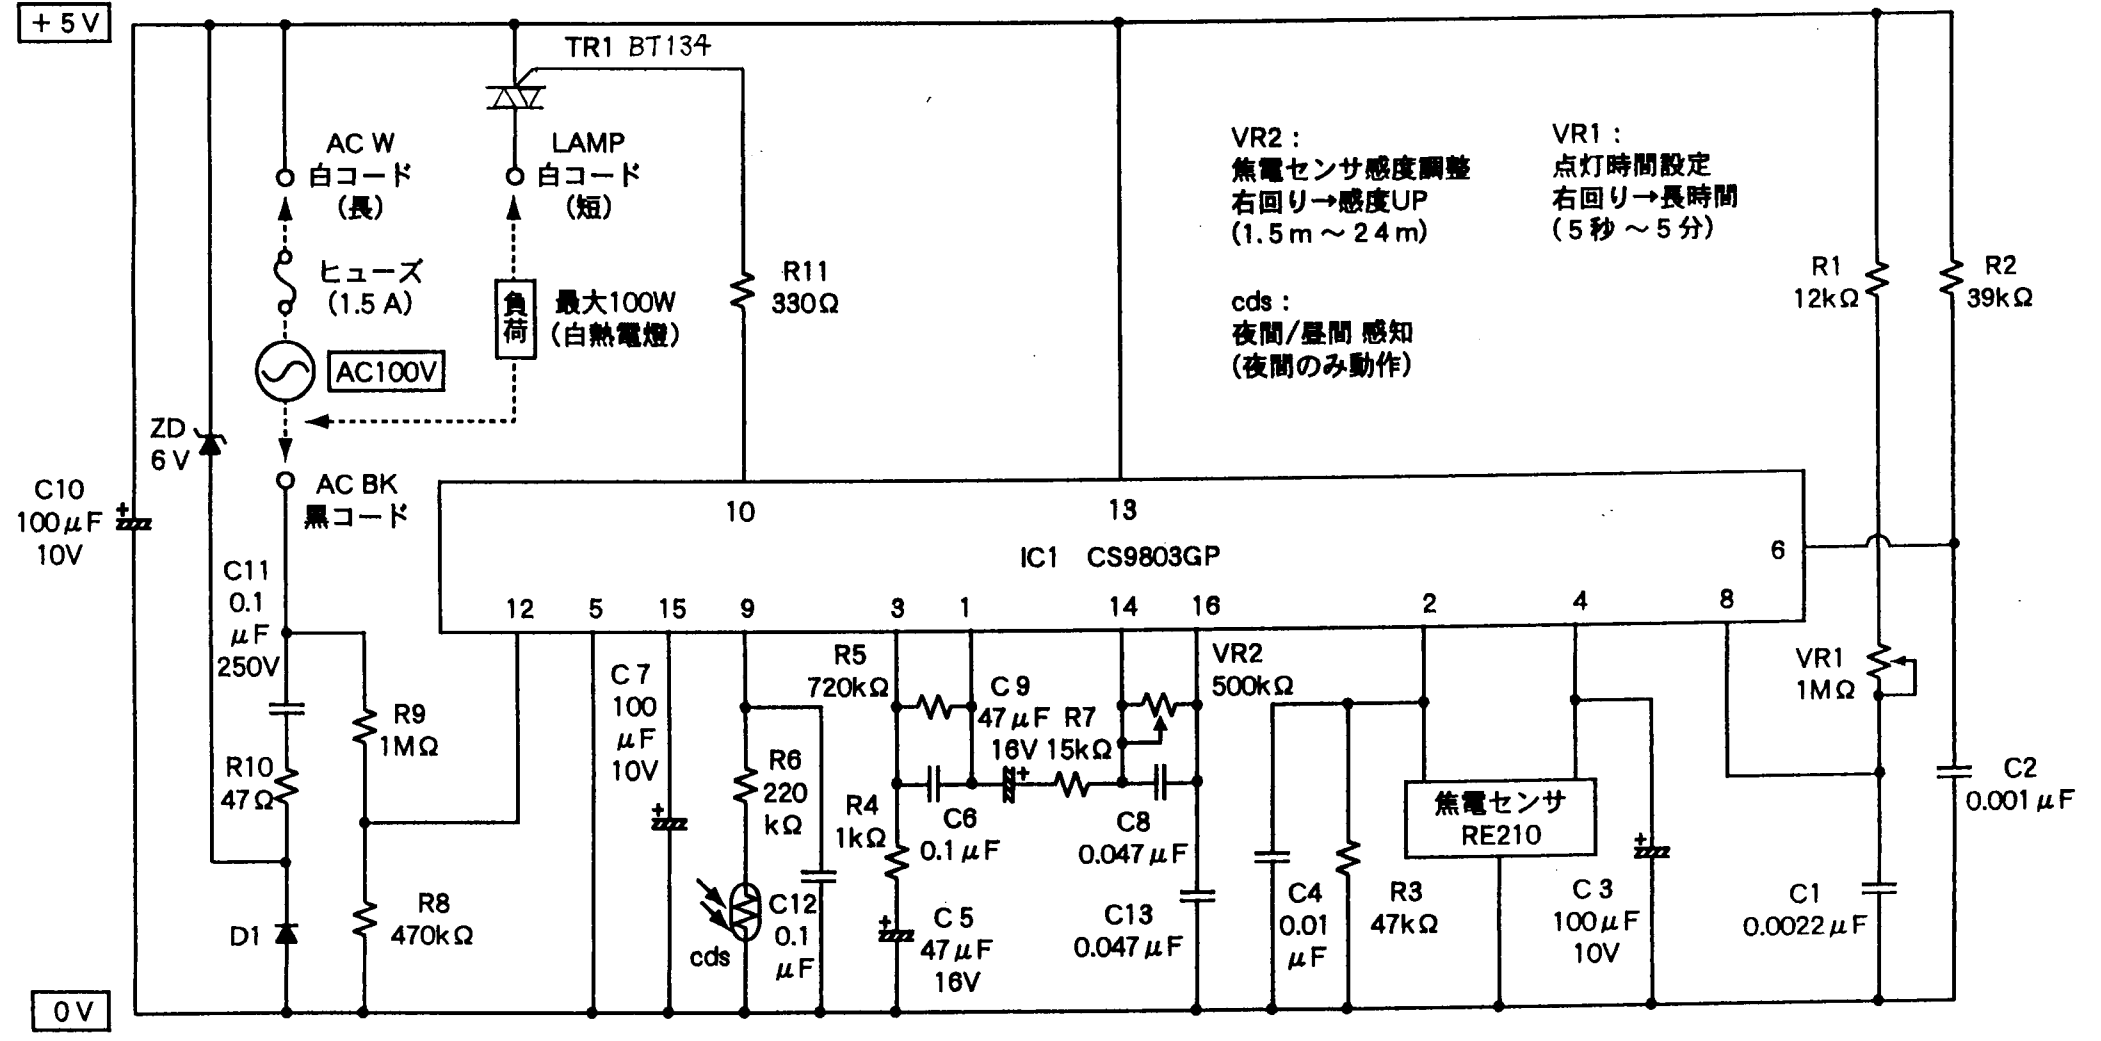 +5V
TR1 BT134
AC W
白コード
(長)
LAMP
白コード
(短)
ヒューズ
(1.5A)
負荷
最大100W
(白熱電燈)
AC100V
R11
330Ω
VR2：
焦電センサ感度調整
右回り→感度UP
(1.5m～24m)
VR1：
点灯時間設定
右回り→長時間
(5秒～5分)
cds：
夜間/昼間 感知
(夜間のみ動作)
R1
12kΩ
R2
39kΩ
ZD
6V
C10
100μF
10V
AC BK
黒コード
10
13
IC1 CS9803GP
6
12
5
15
9
3
1
14
16
2
4
8
C11
0.1
μF
250V
R9
1MΩ
R10
47Ω
R8
470kΩ
D1
C7
100
μF
10V
R6
220
kΩ
cds
C12
0.1
μF
R5
720kΩ
C9
47μF
16V
R7
15kΩ
VR2
500kΩ
R4
1kΩ
C6
0.1μF
C8
0.047μF
C5
47μF
16V
C13
0.047μF
焦電センサ
RE210
C4
0.01
μF
R3
47kΩ
C3
100μF
10V
VR1
1MΩ
C2
0.001μF
C1
0.0022μF
0V